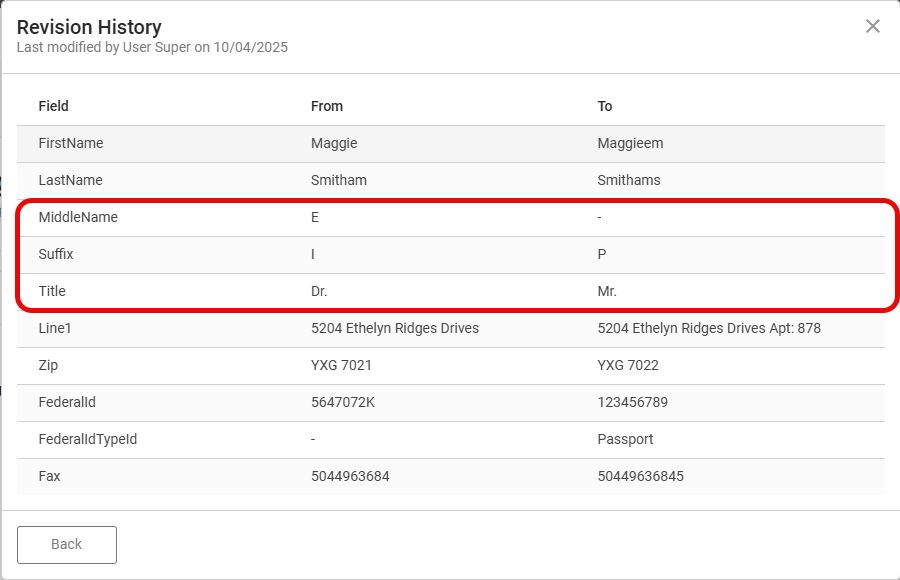 Revision History
Last modified by User Super on 10/04/2025
Field From To
FirstName Maggie Maggieem
LastName Smitham Smithams
MiddleName E -
Suffix I P
Title Dr. Mr.
Line1 5204 Ethelyn Ridges Drives 5204 Ethelyn Ridges Drives Apt: 878
Zip YXG 7021 YXG 7022
FederalId 5647072K 123456789
FederalIdTypeId - Passport
Fax 5044963684 50449636845
Back